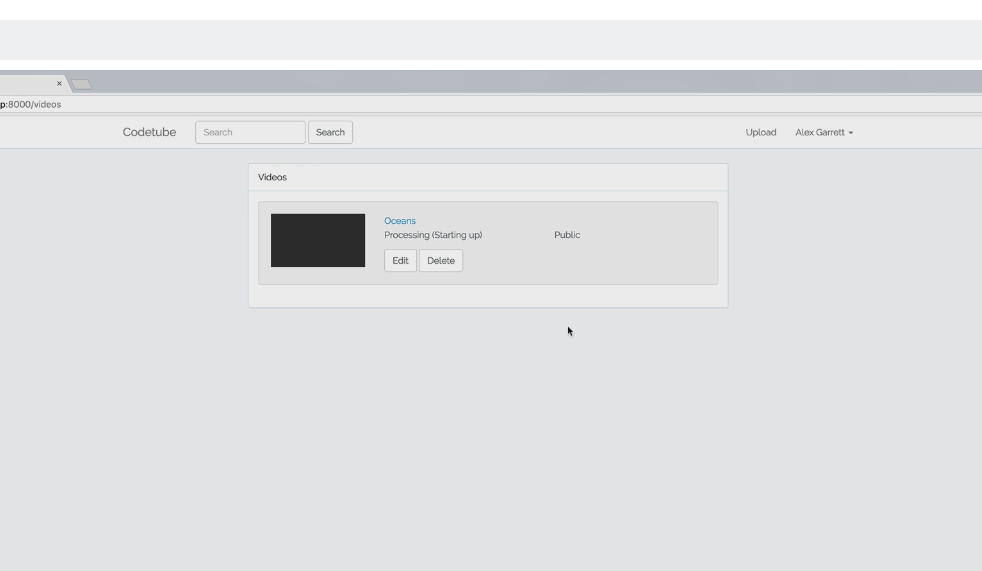 p:8000/videos
Codetube Search Search Upload Alex Garrett
Videos
Oceans
Processing (Starting up) Public
Edit Delete